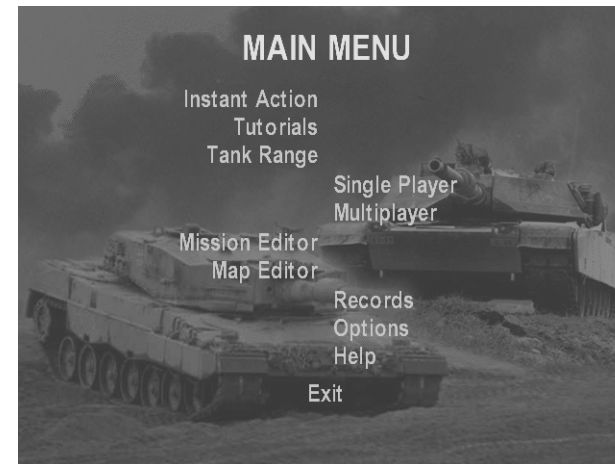 MAIN MENU
Instant Action
Tutorials
Tank Range
Single Player
Multiplayer
Mission Editor
Map Editor
Records
Options
Help
Exit